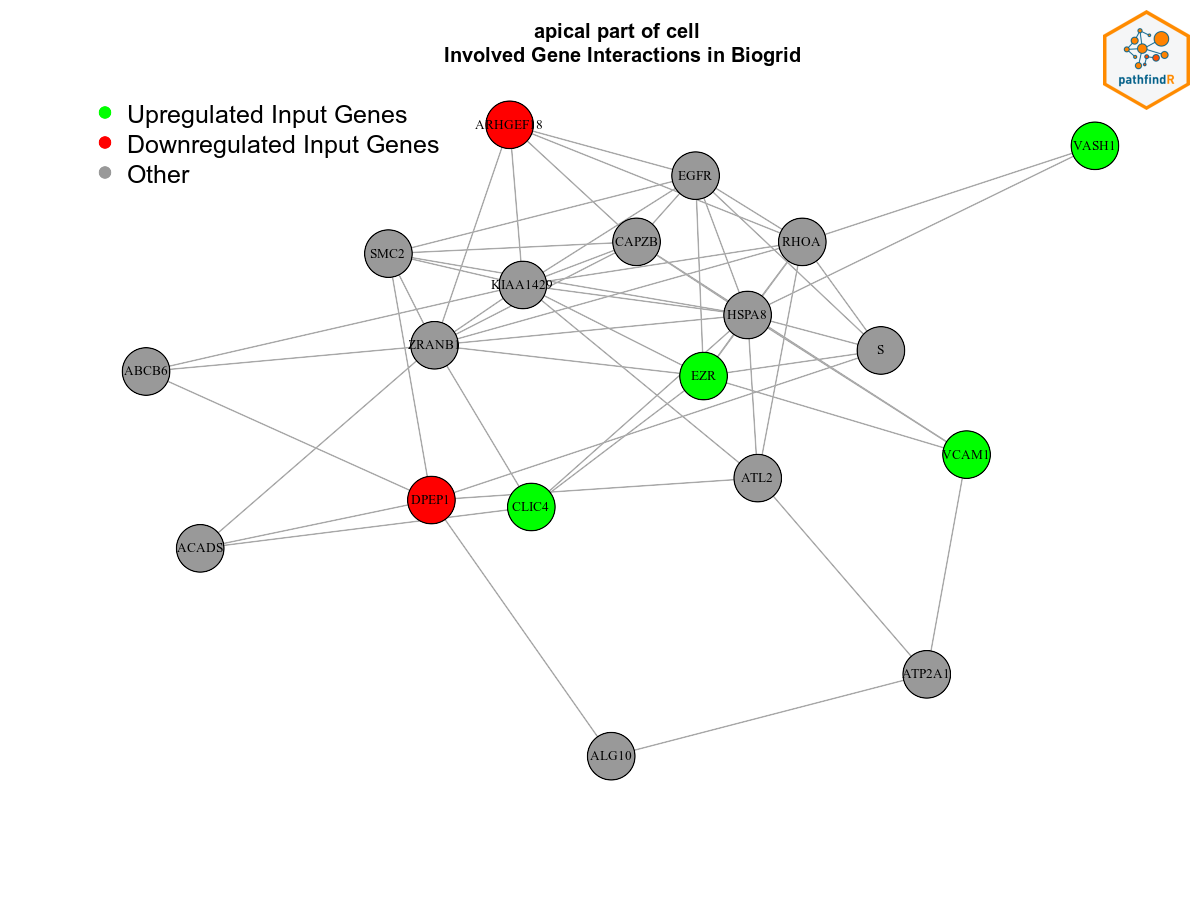 apical part of cell
Involved Gene Interactions in Biogrid
pathfindR
Upregulated Input Genes
Downregulated Input Genes
Other
ARHGEF18
VASH1
EGFR
SMC2
CAPZB
RHOA
KIAA1429
HSPA8
ZRANB1
S
ABCB6
EZR
VCAM1
ATL2
DPEP1
CLIC4
ACADS
ATP2A1
ALG10